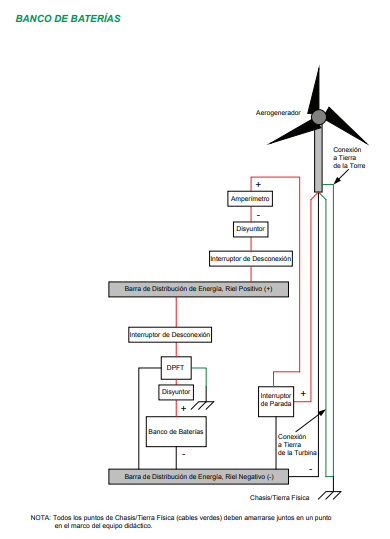 BANCO DE BATERÍAS
Aerogenerador
Conexión
a Tierra
de la Torre
+
Amperímetro
-
Disyuntor
Interruptor de Desconexión
Barra de Distribución de Energía, Riel Positivo (+)
Interruptor de Desconexión
DPFT
Disyuntor
+
Banco de Baterías
-
Interruptor
de Parada
+
Conexión
a Tierra
de la Turbina
-
Barra de Distribución de Energía, Riel Negativo (-)
Chasis/Tierra Física
NOTA: Todos los puntos de Chasis/Tierra Física (cables verdes) deben amarrarse juntos en un punto
en el marco del equipo didáctico.